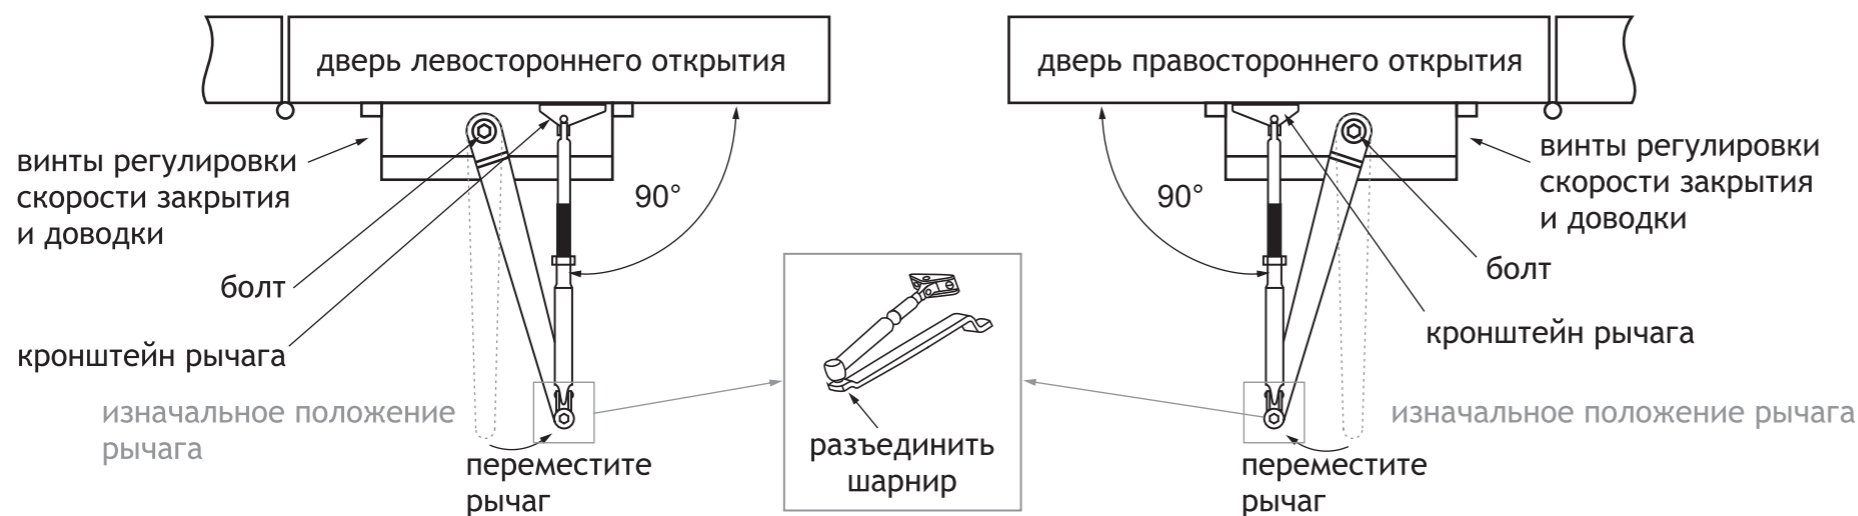 дверь левостороннего открытия
дверь правостороннего открытия
винты регулировки
скорости закрытия
и доводки
90°
болт
кронштейн рычага
изначальное положение
рычага
переместите
рычаг
разъединить
шарнир
90°
винты регулировки
скорости закрытия
и доводки
болт
кронштейн рычага
изначальное положение рычага
переместите
рычаг